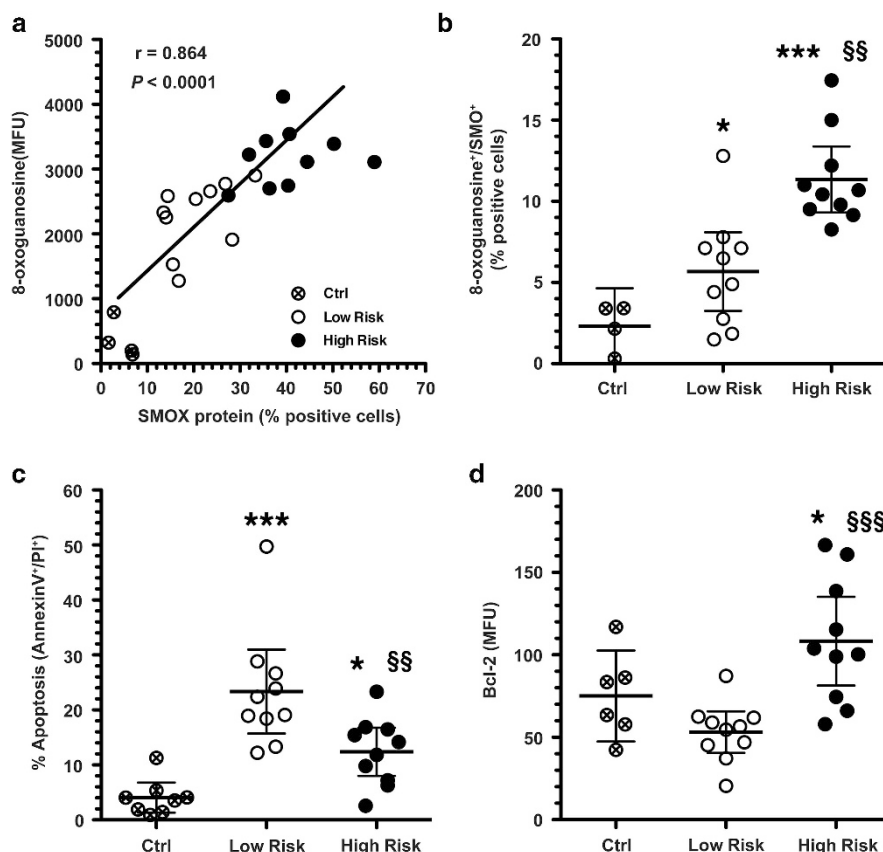 a
r = 0.864
P < 0.0001
8-oxoguanosine(MFU)
5000
4000
3000
2000
1000
0
Ctrl
Low Risk
High Risk
0 10 20 30 40 50 60 70
SMOX protein (% positive cells)
b
*** §§
*
8-oxoguanosine⁺/SMO⁺
(% positive cells)
20
15
10
5
0
Ctrl Low Risk High Risk
c
***
* §§
% Apoptosis (AnnexinV⁺/PI⁺)
60
50
40
30
20
10
0
Ctrl Low Risk High Risk
d
* §§§
Bcl-2 (MFU)
200
150
100
50
0
Ctrl Low Risk High Risk